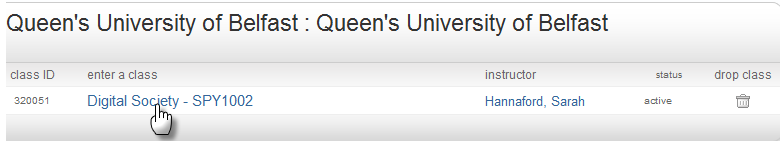 Queen's University of Belfast : Queen's University of Belfast
class ID enter a class instructor status drop class
320051 Digital Society - SPY1002 Hannaford, Sarah active